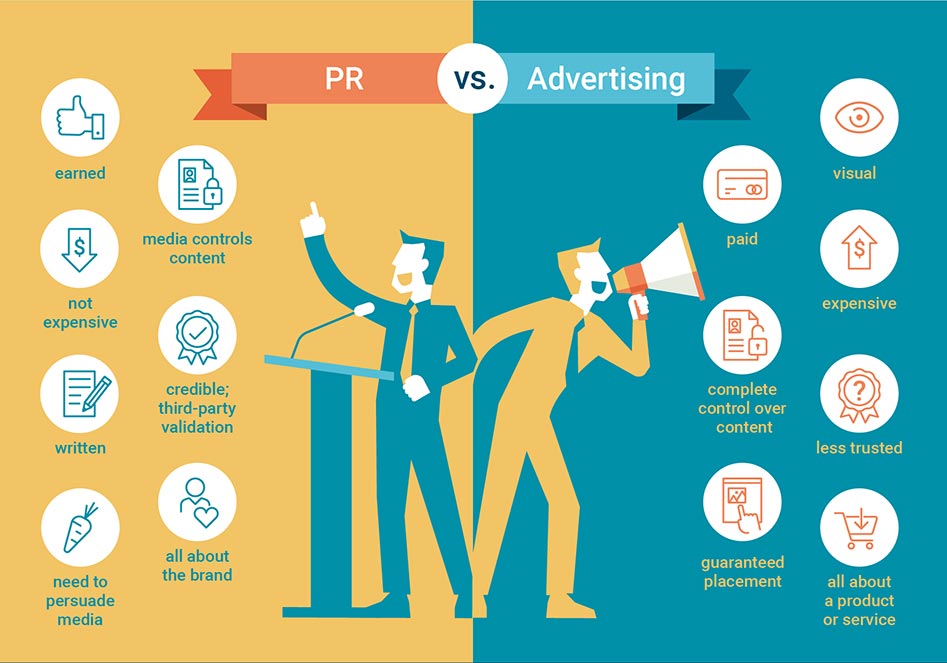 PR
vs.
Advertising
earned
media controls
content
not
expensive
$
credible;
third-party
validation
written
all about
the brand
need to
persuade
media
visual
paid
$
expensive
complete
control over
content
?
less trusted
guaranteed
placement
all about
a product
or service